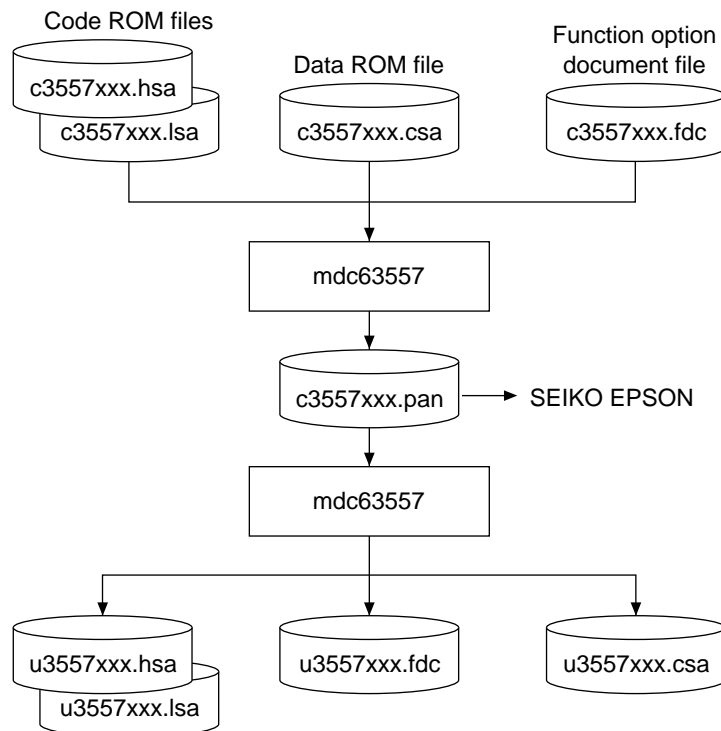 Code ROM files
c3557xxx.hsa
c3557xxx.lsa
Data ROM file
c3557xxx.csa
Function option
document file
c3557xxx.fdc
mdc63557
c3557xxx.pan
SEIKO EPSON
mdc63557
u3557xxx.hsa
u3557xxx.lsa
u3557xxx.fdc
u3557xxx.csa